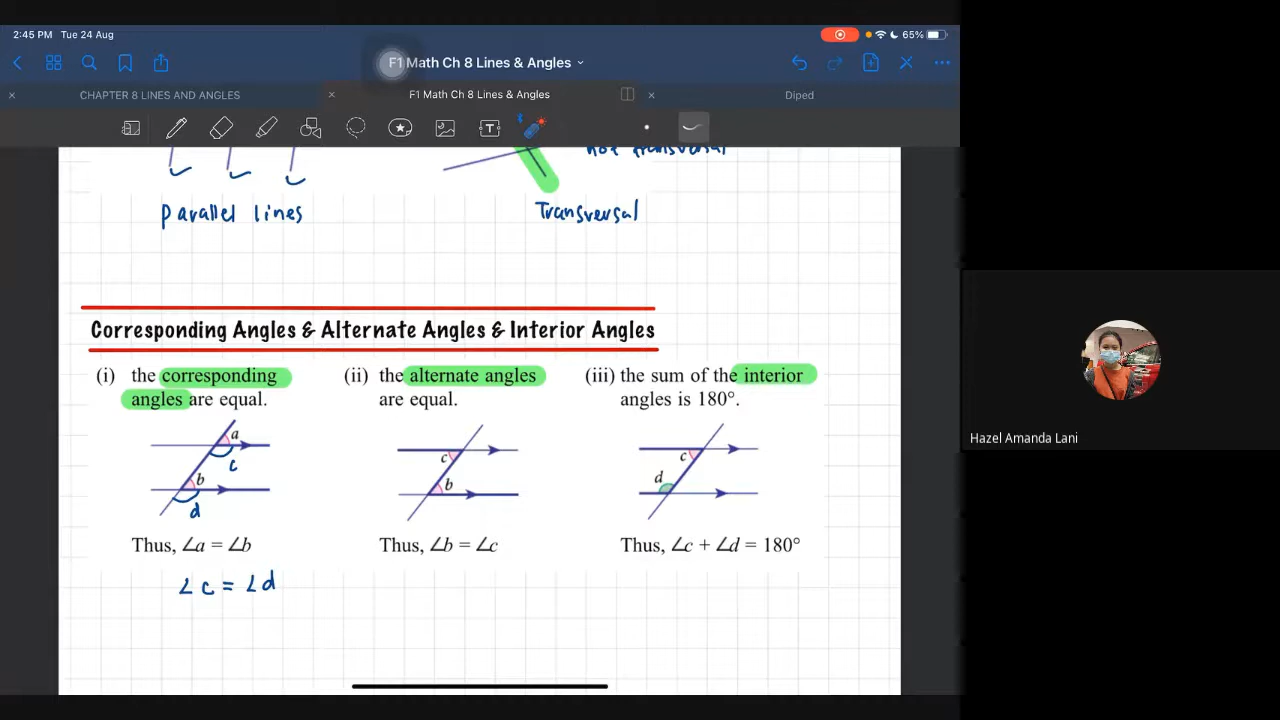 2:45 PM Tue 24 Aug
65%
F1 Math Ch 8 Lines & Angles
CHAPTER 8 LINES AND ANGLES
F1 Math Ch 8 Lines & Angles
Diped
not transversal
parallel lines
Transversal
Corresponding Angles & Alternate Angles & Interior Angles
(i) the corresponding
angles are equal.
a
c
b
d
Thus, ∠a = ∠b
∠c = ∠d
(ii) the alternate angles
are equal.
c
b
Thus, ∠b = ∠c
(iii) the sum of the interior
angles is 180°.
c
d
Thus, ∠c + ∠d = 180°
Hazel Amanda Lani